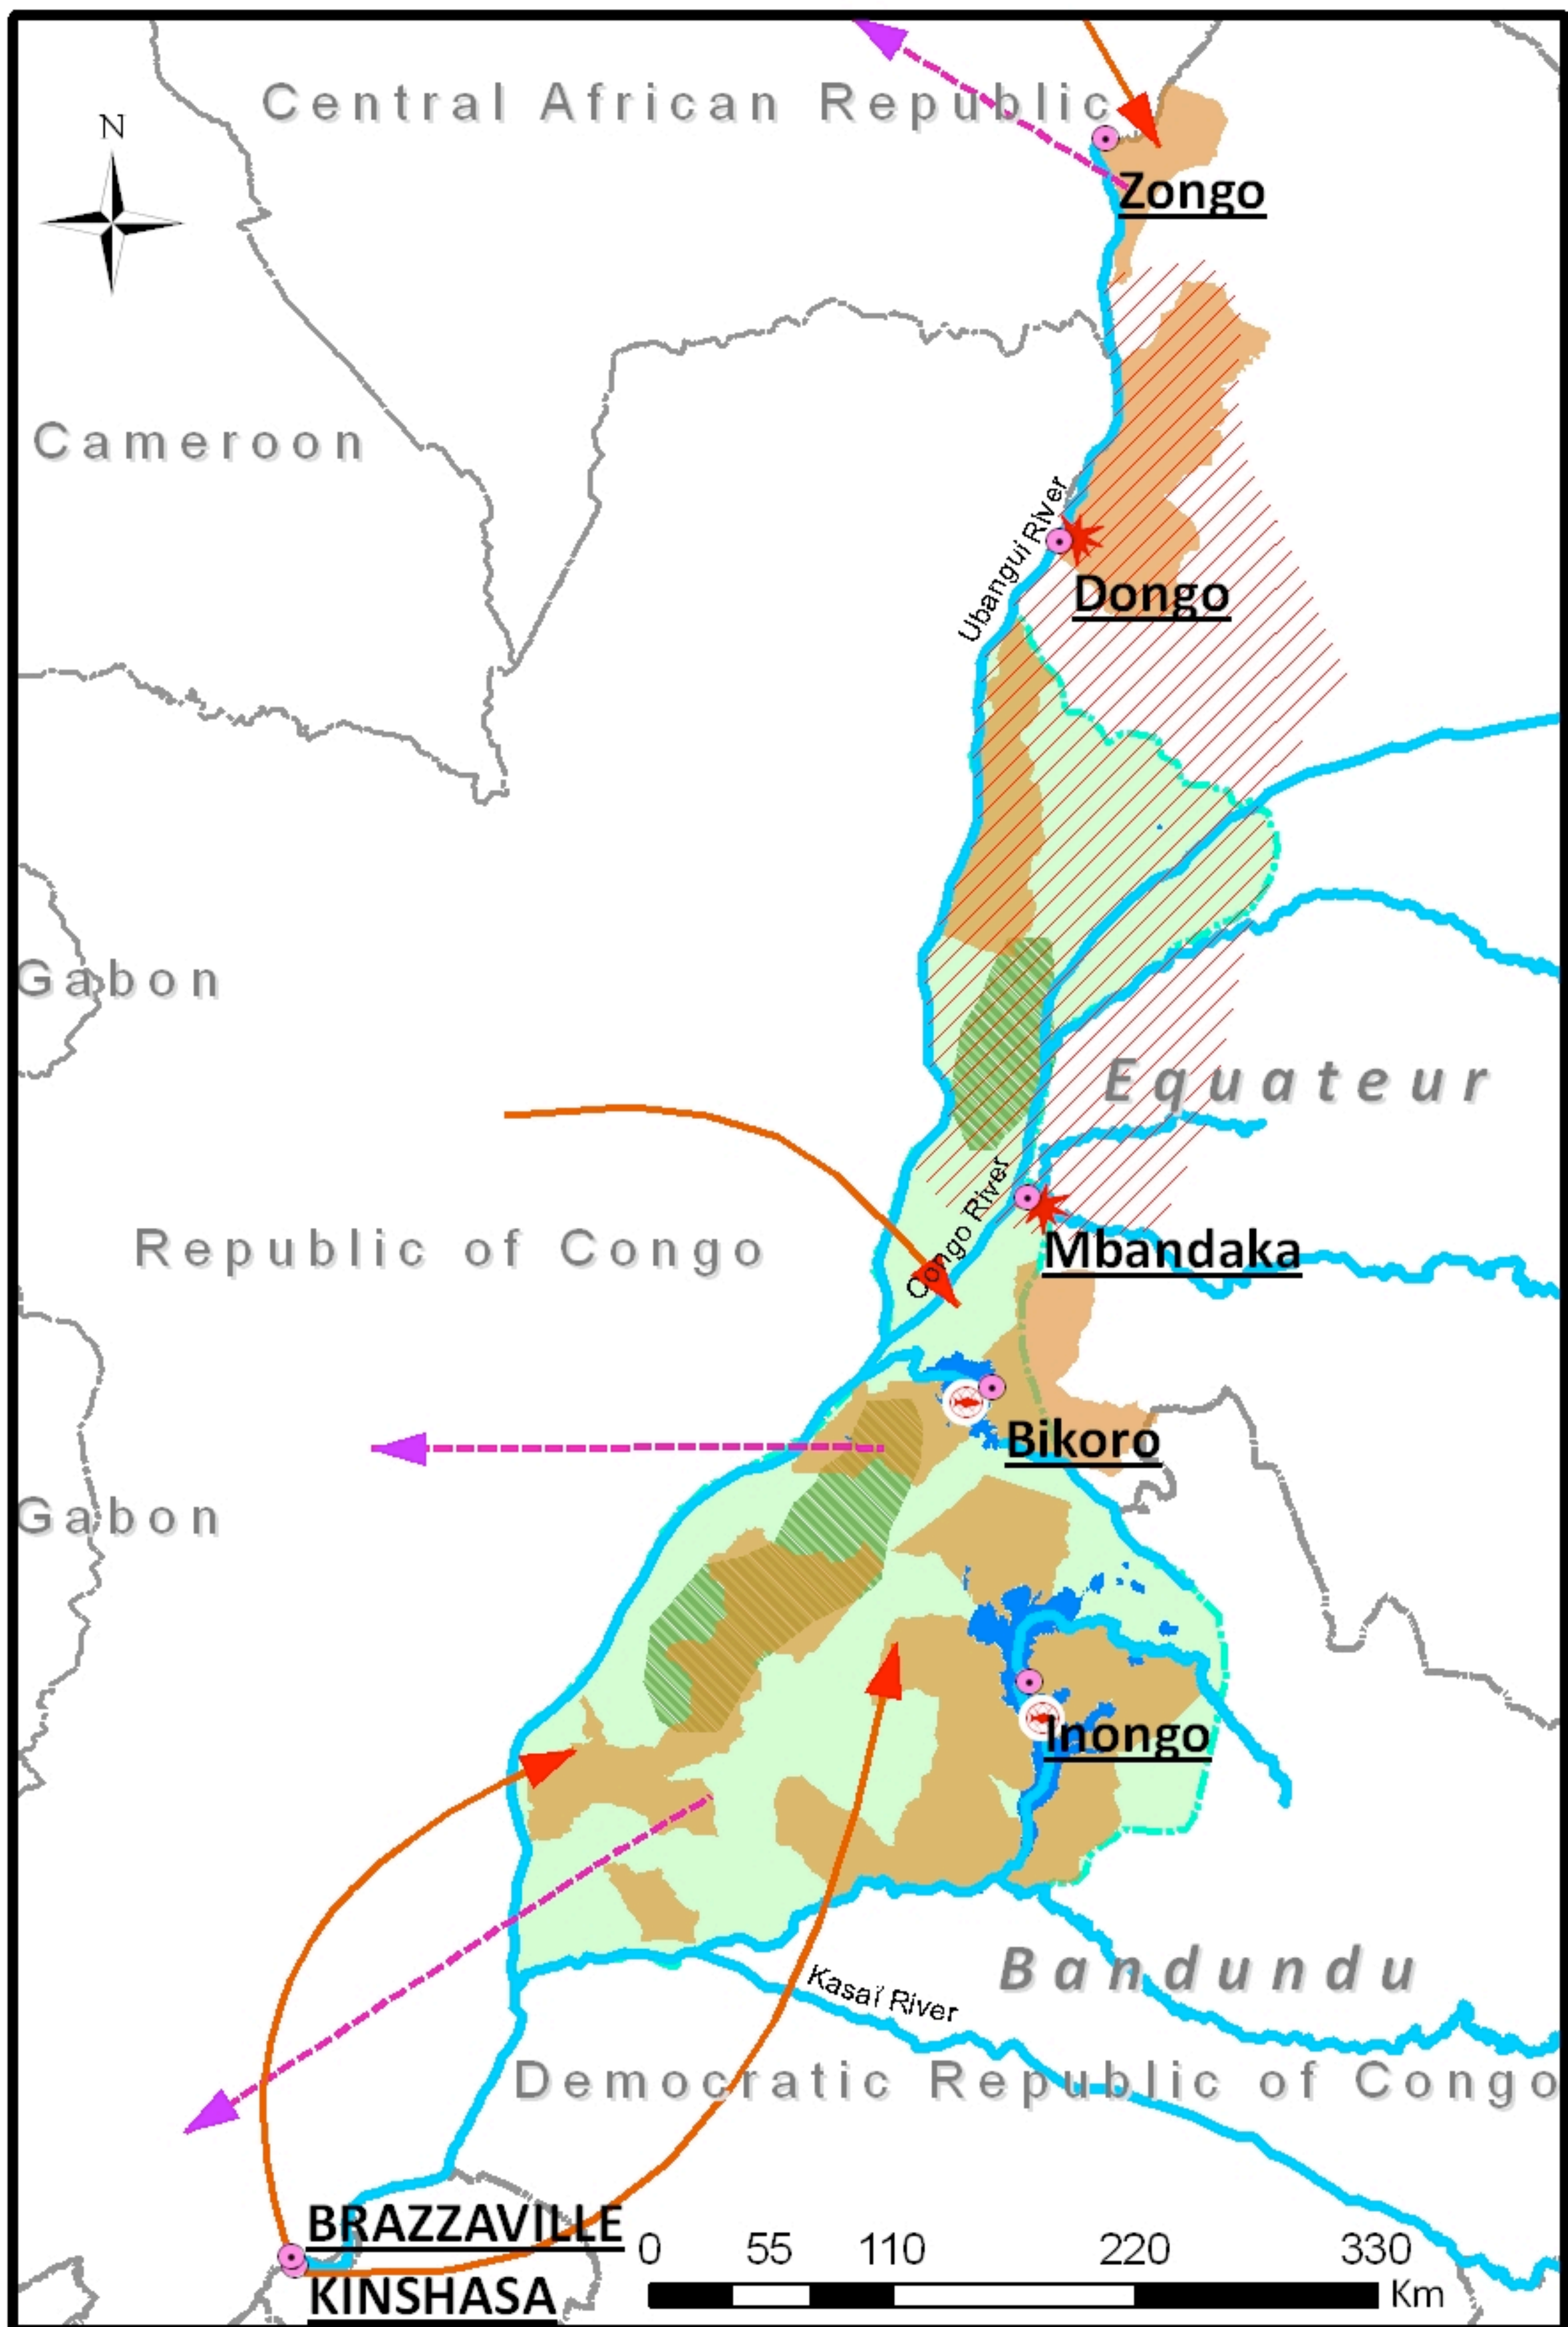 N
Central African Republic
Zongo
Cameroon
Ubangui River
Dongo
Gabon
Equateur
Congo River
Republic of Congo
Mbandaka
Bikoro
Gabon
Inongo
Bandundu
Kasaï River
Democratic Republic of Congo
BRAZZAVILLE
KINSHASA
0 55 110 220 330
Km